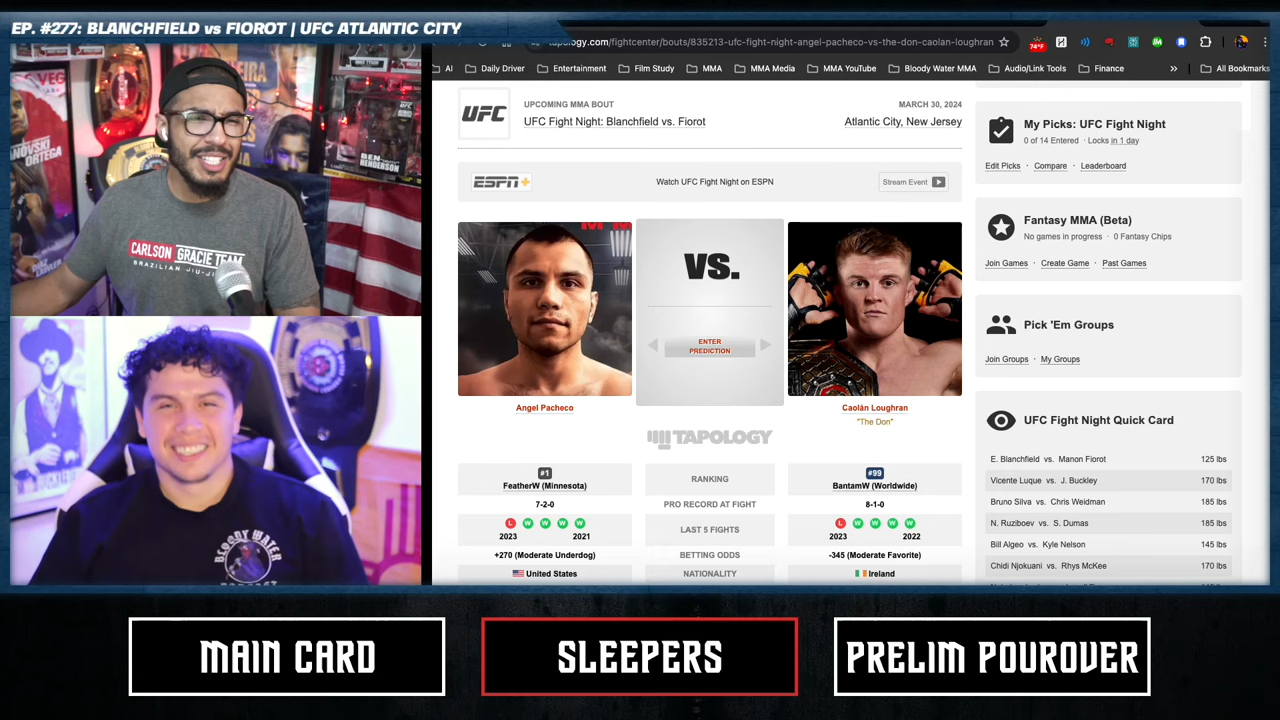 EP. #277: BLANCHFIELD vs FIOROT | UFC ATLANTIC CITY
tapology.com/fightcenter/bouts/835213-ufc-fight-night-angel-pacheco-vs-the-don-caolan-loughran
74°F
AI
Daily Driver
Entertainment
Film Study
MMA
MMA Media
MMA YouTube
Bloody Water MMA
Audio/Link Tools
Finance
»
All Bookmarks
UFC
UPCOMING MMA BOUT
MARCH 30, 2024
UFC Fight Night: Blanchfield vs. Fiorot
Atlantic City, New Jersey
ESPN+
Watch UFC Fight Night on ESPN
Stream Event
VS.
ENTER
PREDICTION
Angel Pacheco
Caolán Loughran
"The Don"
TAPOLOGY
#1
FeatherW (Minnesota)
RANKING
#99
BantamW (Worldwide)
7-2-0
PRO RECORD AT FIGHT
8-1-0
L W W W W
2023 2021
LAST 5 FIGHTS
L W W W W
2023 2022
+270 (Moderate Underdog)
BETTING ODDS
-345 (Moderate Favorite)
United States
NATIONALITY
Ireland
My Picks: UFC Fight Night
0 of 14 Entered · Locks in 1 day
Edit Picks · Compare · Leaderboard
Fantasy MMA (Beta)
No games in progress · 0 Fantasy Chips
Join Games · Create Game · Past Games
Pick 'Em Groups
Join Groups · My Groups
UFC Fight Night Quick Card
E. Blanchfield vs. Manon Fiorot 125 lbs
Vicente Luque vs. J. Buckley 170 lbs
Bruno Silva vs. Chris Weidman 185 lbs
N. Ruziboev vs. S. Dumas 185 lbs
Bill Algeo vs. Kyle Nelson 145 lbs
Chidi Njokuani vs. Rhys McKee 170 lbs
VEGAS
ORTEGA
BEN
HENDERSON
CARLSON GRACIE TEAM
BRAZILIAN JIU-JI
BLOODY WATER
MAIN CARD
SLEEPERS
PRELIM POUROVER